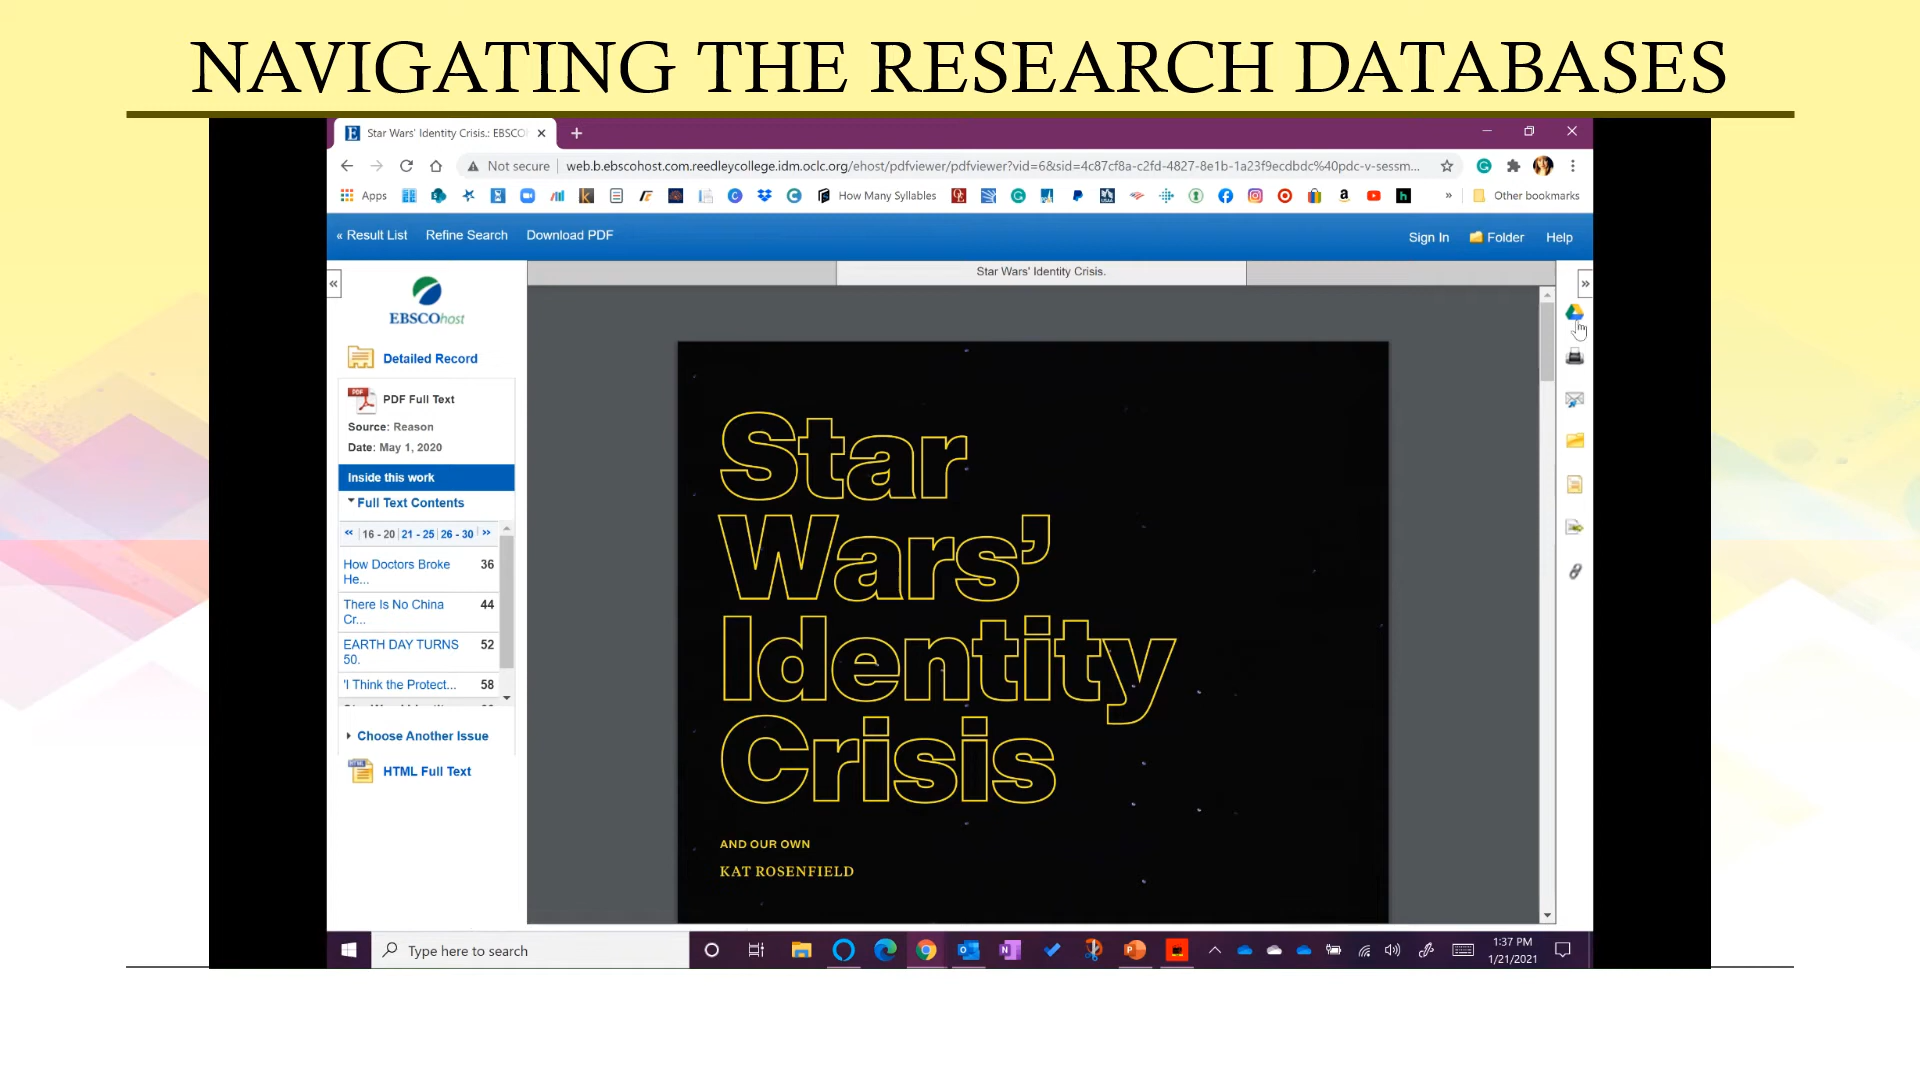 NAVIGATING THE RESEARCH DATABASES
Star Wars' Identity Crisis.: EBSCO
Not secure
web.b.ebscohost.com.reedleycollege.idm.oclc.org/ehost/pdfviewer/pdfviewer?vid=6&sid=4c87cf8a-c2fd-4827-8e1b-1a23f9ecdbdc%40pdc-v-sessm...
Apps
How Many Syllables
»
Other bookmarks
« Result List Refine Search Download PDF
Sign In Folder Help
Star Wars' Identity Crisis.
«
»
EBSCOhost
Detailed Record
PDF Full Text
Source: Reason
Date: May 1, 2020
Inside this work
Full Text Contents
« 16 - 20 21 - 25 26 - 30 »
How Doctors Broke 36
He...
There Is No China 44
Cr...
EARTH DAY TURNS 52
50.
'I Think the Protect... 58
Choose Another Issue
HTML Full Text
Star
Wars'
Identity
Crisis
AND OUR OWN
KAT ROSENFIELD
Type here to search
1:37 PM
1/21/2021